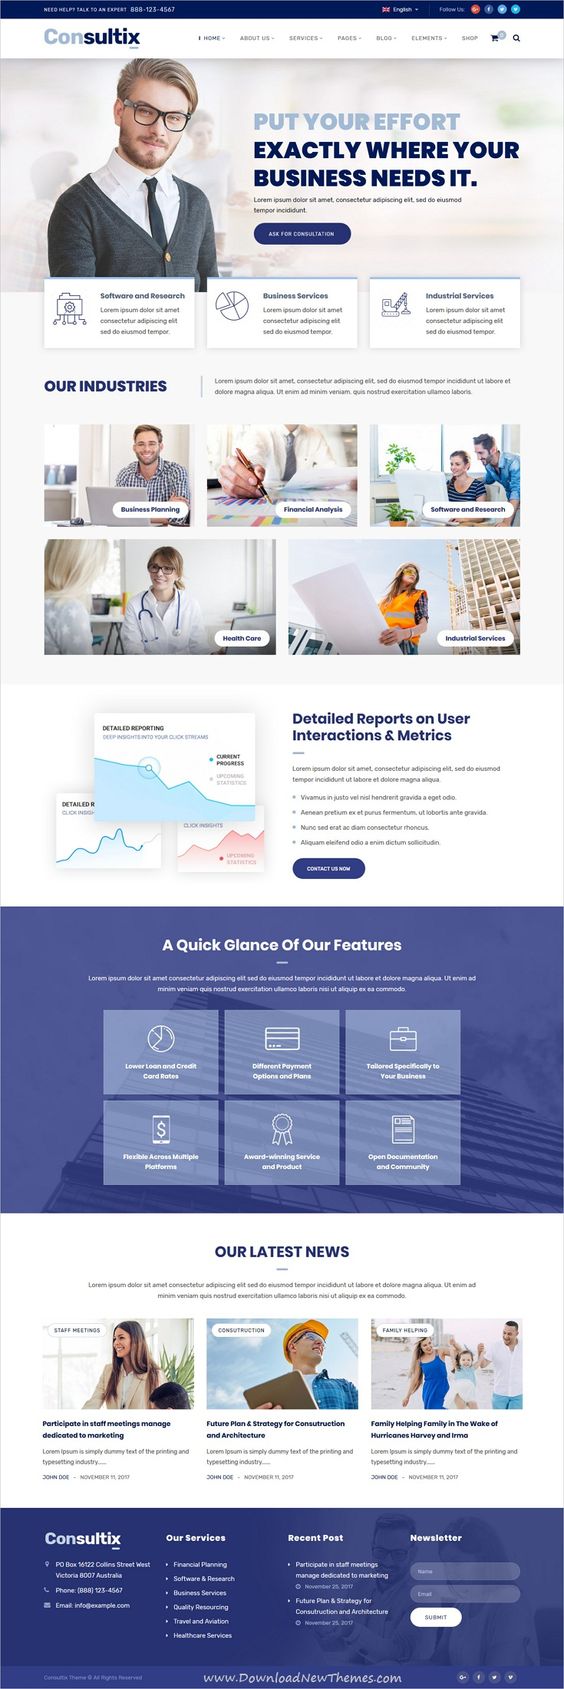 NEED HELP? TALK TO AN EXPERT 888-123-4567
English
Follow Us:
Consultix
HOME
ABOUT US
SERVICES
PAGES
BLOG
ELEMENTS
SHOP
PUT YOUR EFFORT
EXACTLY WHERE YOUR
BUSINESS NEEDS IT.
Lorem ipsum dolor sit amet, consectetur adipiscing elit, sed do eiusmod
tempor incididunt.
ASK FOR CONSULTATION
Software and Research
Lorem ipsum dolor sit amet,
consectetur adipiscing elit
sed do eiusmod tempor.
Business Services
Lorem ipsum dolor sit amet,
consectetur adipiscing elit
sed do eiusmod tempor.
Industrial Services
Lorem ipsum dolor sit amet,
consectetur adipiscing elit
sed do eiusmod tempor.
OUR INDUSTRIES
Lorem ipsum dolor sit amet, consectetur adipiscing elit, sed do eiusmod tempor incididunt ut labore et
dolore magna aliqua. Ut enim ad minim veniam. quis nostrud exercitation ullamco laboris.
Business Planning
Financial Analysis
Software and Research
Health Care
Industrial Services
DETAILED REPORTING
DEEP INSIGHTS INTO YOUR CLICK STREAMS
CURRENT
PROGRESS
UPCOMING
STATISTICS
DETAILED R
CLICK INSIGHTS
CLICK INSIGHTS
UPCOMING
STATISTICS
Detailed Reports on User
Interactions & Metrics
Lorem ipsum dolor sit amet, consectetur adipiscing elit, sed do eiusmod
tempor incididunt ut labore et dolore magna aliqua.
Vivamus in justo vel nisl hendrerit gravida a eget odio.
Aenean pretium ex et purus fermentum, ut lobortis ante gravida.
Nunc sed erat ac diam consectetur rhoncus.
Aliquam eleifend odio a enim dictum sollicitudin.
CONTACT US NOW
A Quick Glance Of Our Features
Lorem ipsum dolor sit amet consectetur adipisicing elit sed do eiusmod tempor incididunt ut labore et dolore magna aliqua. Ut enim ad
minim veniam quis nostrud exercitation ullamco laboris nisi ut aliquip ex ea commodo.
Lower Loan and Credit
Card Rates
Different Payment
Options and Plans
Tailored Specifically to
Your Business
Flexible Across Multiple
Platforms
Award-winning Service
and Product
Open Documentation
and Community
OUR LATEST NEWS
Lorem ipsum dolor sit amet consectetur adipisicing elit sed do eiusmod tempor incididunt ut labore et dolore magna aliqua. Ut enim ad
minim veniam quis nostrud exercitation ullamco laboris nisi ut aliquip ex ea commodo.
STAFF MEETINGS
Participate in staff meetings manage
dedicated to marketing
Lorem Ipsum is simply dummy text of the printing and
typesetting industry......
JOHN DOE - NOVEMBER 11, 2017
CONSUTRUCTION
Future Plan & Strategy for Consutruction
and Architecture
Lorem Ipsum is simply dummy text of the printing and
typesetting industry......
JOHN DOE - NOVEMBER 11, 2017
FAMILY HELPING
Family Helping Family in The Wake of
Hurricanes Harvey and Irma
Lorem Ipsum is simply dummy text of the printing and
typesetting industry......
JOHN DOE - NOVEMBER 11, 2017
Consultix
PO Box 16122 Collins Street West
Victoria 8007 Australia
Phone: (888) 123-4567
Email: info@example.com
Our Services
Financial Planning
Software & Research
Business Services
Quality Resourcing
Travel and Aviation
Healthcare Services
Recent Post
Participate in staff meetings
manage dedicated to marketing
November 25, 2017
Future Plan & Strategy for
Consutruction and Architecture
November 25, 2017
Newsletter
Name
Email
SUBMIT
Consultix Theme © All Rights Reserved
www.DownloadNewThemes.com